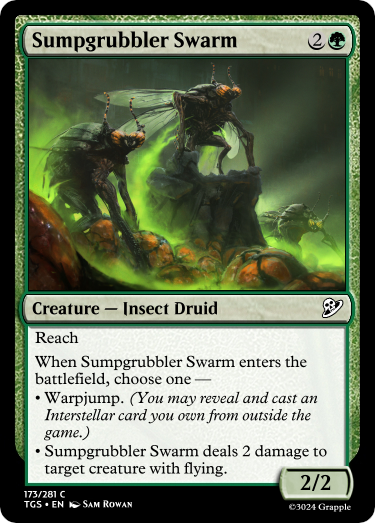 Sumpgrubbler Swarm 2
Creature — Insect Druid
Reach
When Sumpgrubbler Swarm enters the
battlefield, choose one —
• Warpjump. (You may reveal and cast an
Interstellar card you own from outside the
game.)
• Sumpgrubbler Swarm deals 2 damage to
target creature with flying.
2/2
173/281 C
TGS • EN Sam Rowan
©3024 Grapple